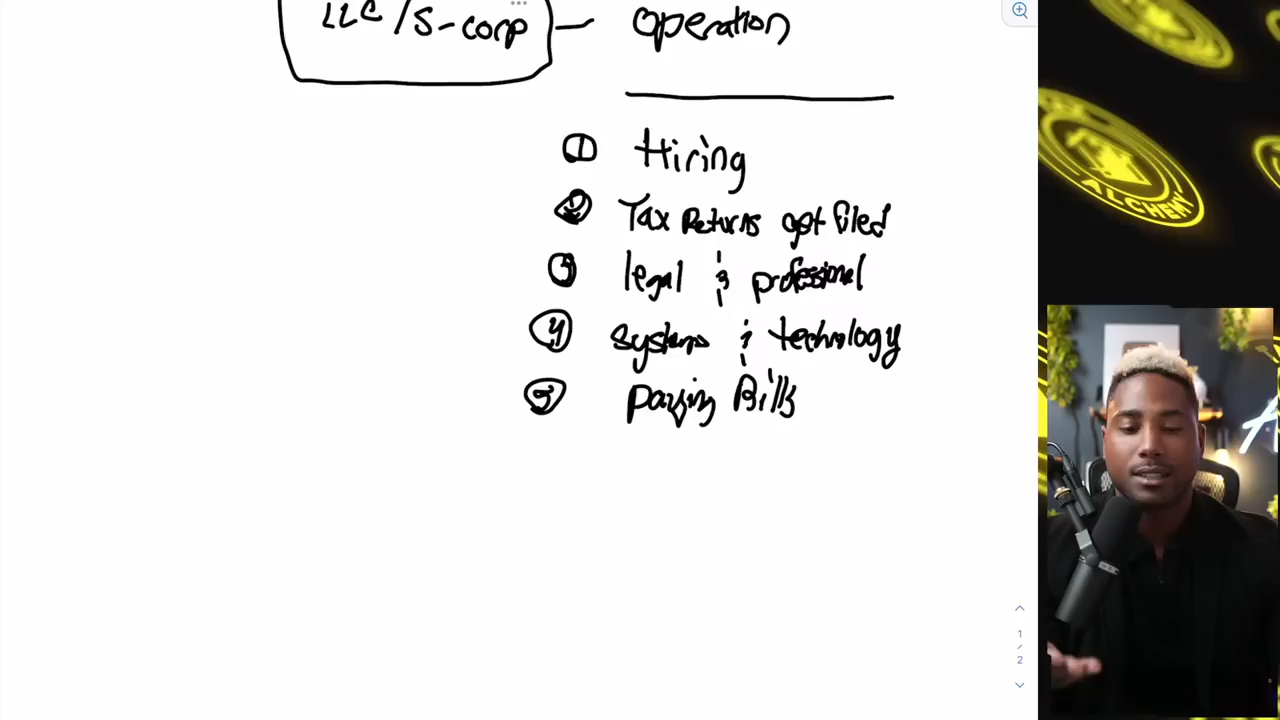 LLC / S-corp — operation
① Hiring
② Tax Returns get filed
③ legal & professional
④ systems & technology
⑤ Paying Bills
1
/
2
ALCHEMY
A